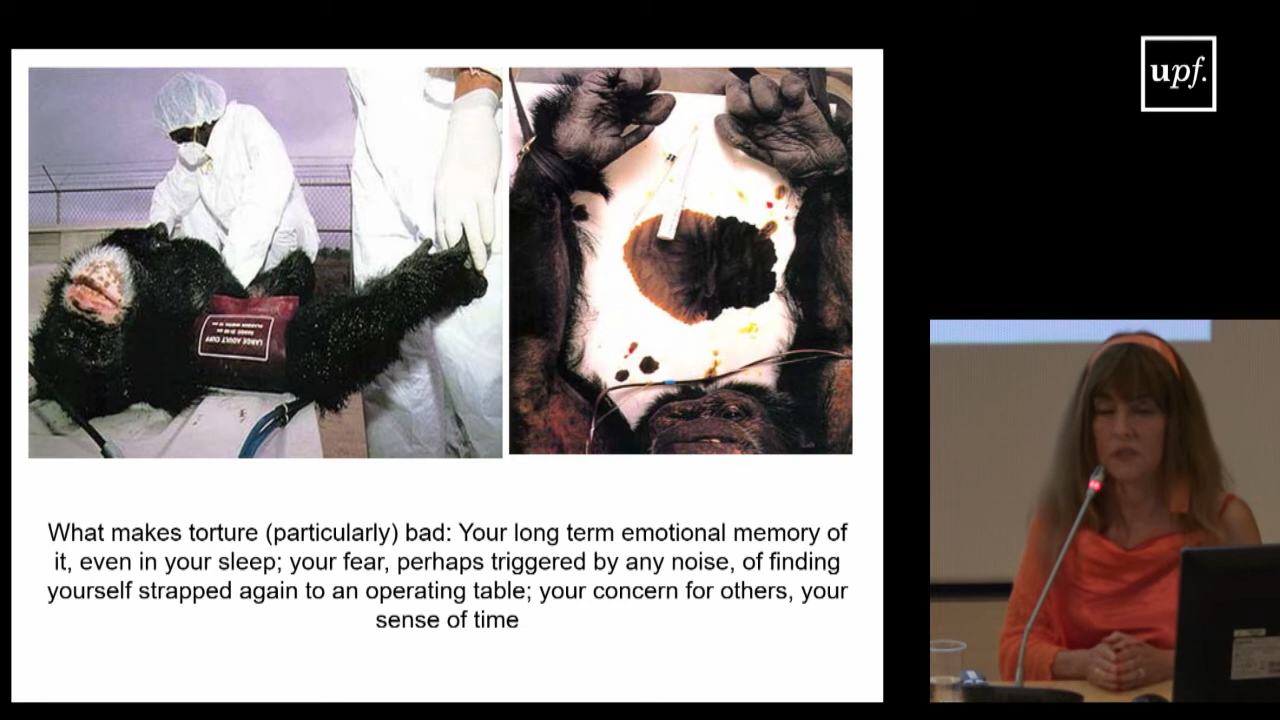 upf.
LARGE ADULT CUFF
What makes torture (particularly) bad: Your long term emotional memory of
it, even in your sleep; your fear, perhaps triggered by any noise, of finding
yourself strapped again to an operating table; your concern for others, your
sense of time